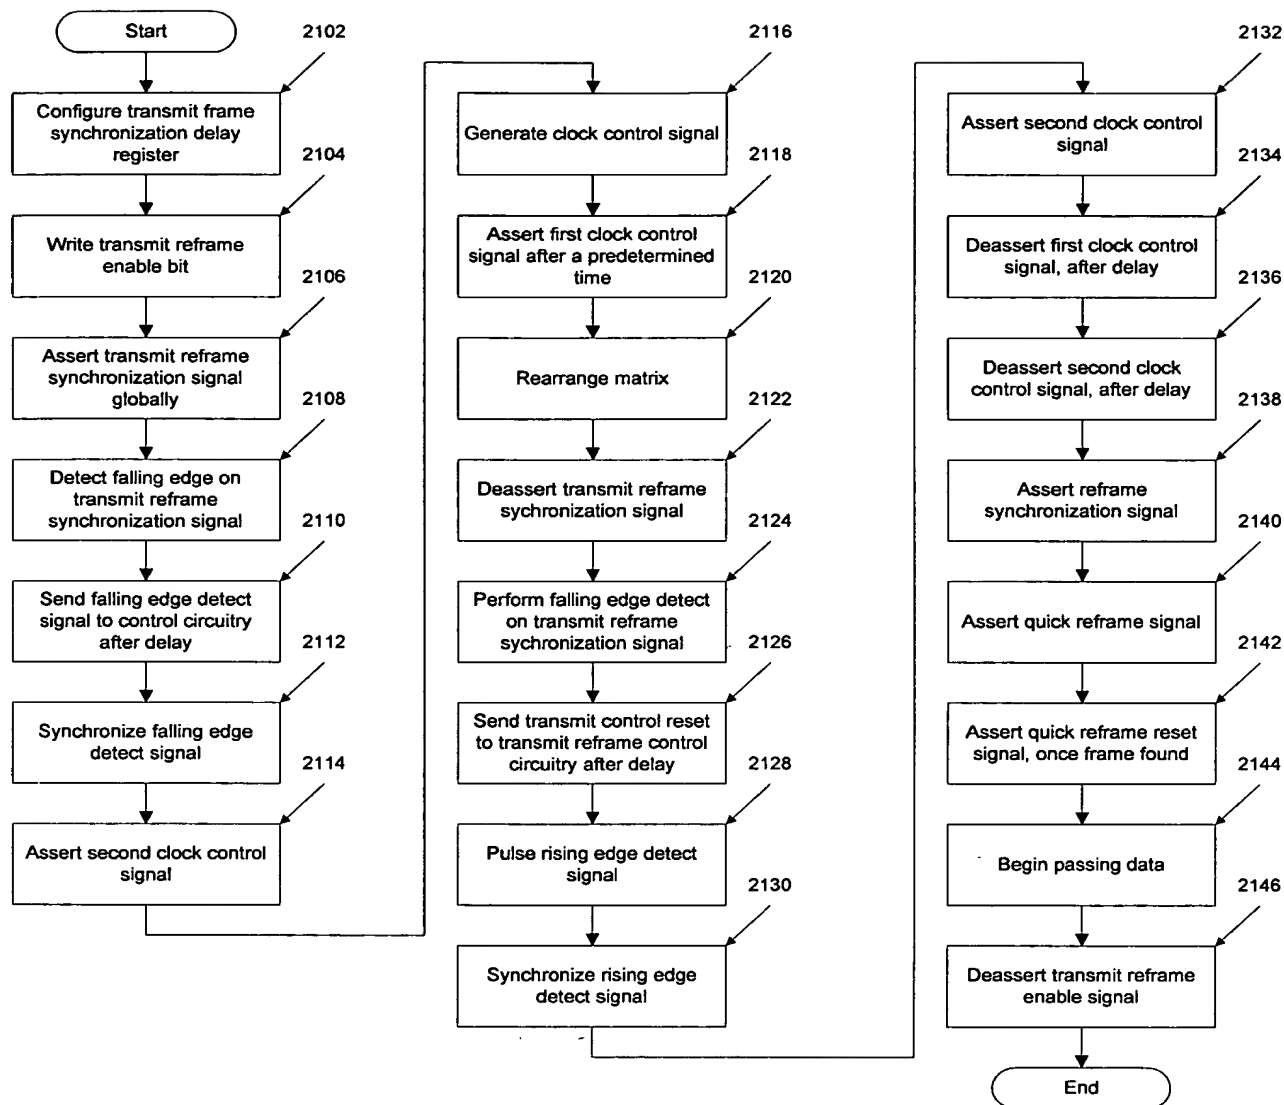 Start
2102
Configure transmit frame
synchronization delay
register
2104
Write transmit reframe
enable bit
2106
Assert transmit reframe
synchronization signal
globally
2108
Detect falling edge on
transmit reframe
synchronization signal
2110
Send falling edge detect
signal to control circuitry
after delay
2112
Synchronize falling edge
detect signal
2114
Assert second clock control
signal
2116
Generate clock control signal
2118
Assert first clock control
signal after a predetermined
time
2120
Rearrange matrix
2122
Deassert transmit reframe
sychronization signal
2124
Perform falling edge detect
on transmit reframe
sychronization signal
2126
Send transmit control reset
to transmit reframe control
circuitry after delay
2128
Pulse rising edge detect
signal
2130
Synchronize rising edge
detect signal
2132
Assert second clock control
signal
2134
Deassert first clock control
signal, after delay
2136
Deassert second clock
control signal, after delay
2138
Assert reframe
synchronization signal
2140
Assert quick reframe signal
2142
Assert quick reframe reset
signal, once frame found
2144
Begin passing data
2146
Deassert transmit reframe
enable signal
End